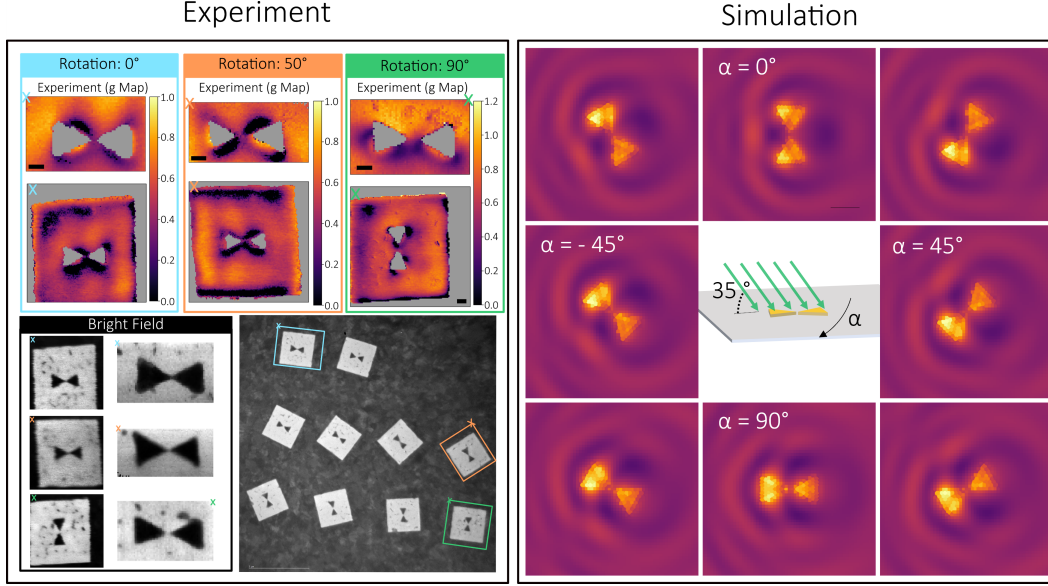 Experiment
Simulation
Rotation: 0°
Rotation: 50°
Rotation: 90°
Experiment (g Map)
Experiment (g Map)
Experiment (g Map)
X
X
X
1.0
0.8
0.6
0.4
0.2
0.0
1.0
0.8
0.6
0.4
0.2
0.0
1.2
1.0
0.8
0.6
0.4
0.2
0.0
X
X
X
Bright Field
x
x
x
x
x
x
x
x
x
α = 0°
α = - 45°
35 °
α
α = 45°
α = 90°